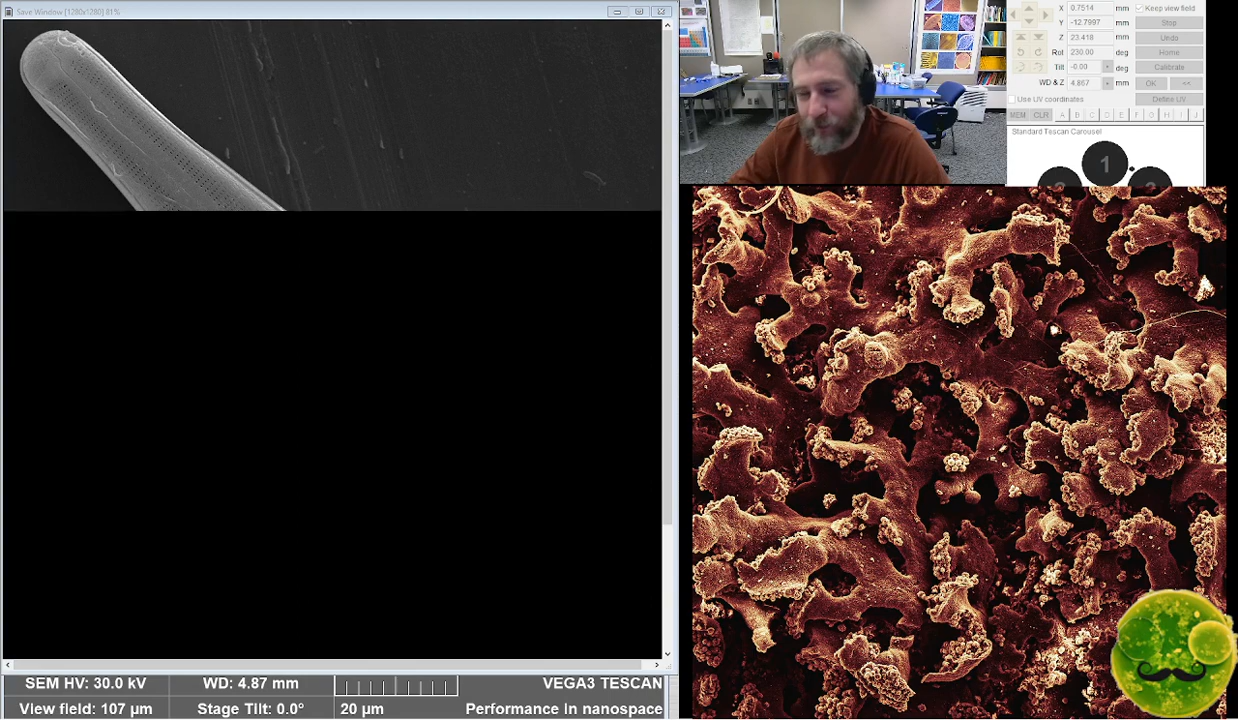 Save Window [1280x1280] 81%
SEM HV: 30.0 kV
WD: 4.87 mm
VEGA3 TESCAN
View field: 107 µm
Stage Tilt: 0.0°
20 µm
Performance in nanospace
X 0.7514 mm
Keep view field
Y -12.7997 mm
Stop
Z 23.418 mm
Undo
Rot 230.00 deg
Home
Tilt -0.00 deg
Calibrate
WD & Z 4.867 mm
OK <<
Use UV coordinates
Define UV
MEM CLR A B C D E F G H I J
Standard Tescan Carousel
1